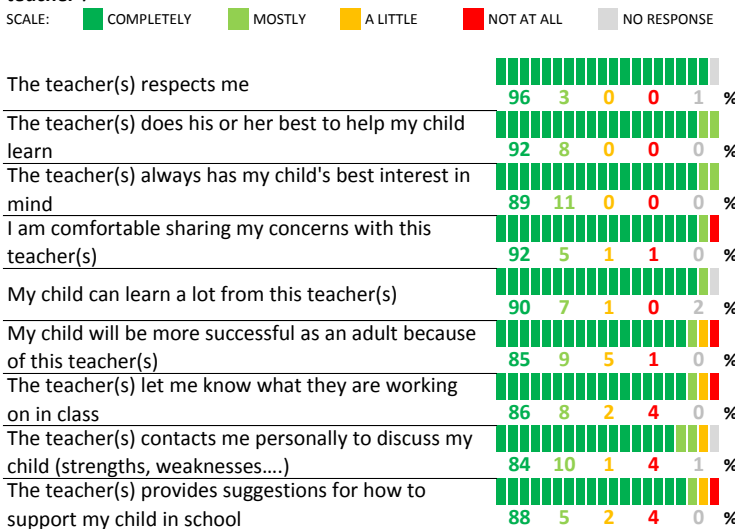 SCALE: COMPLETELY MOSTLY A LITTLE NOT AT ALL NO RESPONSE
The teacher(s) respects me
96 3 0 0 1 %
The teacher(s) does his or her best to help my child
learn
92 8 0 0 0 %
The teacher(s) always has my child's best interest in
mind
89 11 0 0 0 %
I am comfortable sharing my concerns with this
teacher(s)
92 5 1 1 0 %
My child can learn a lot from this teacher(s)
90 7 1 0 2 %
My child will be more successful as an adult because
of this teacher(s)
85 9 5 1 0 %
The teacher(s) let me know what they are working
on in class
86 8 2 4 0 %
The teacher(s) contacts me personally to discuss my
child (strengths, weaknesses....)
84 10 1 4 1 %
The teacher(s) provides suggestions for how to
support my child in school
88 5 2 4 0 %